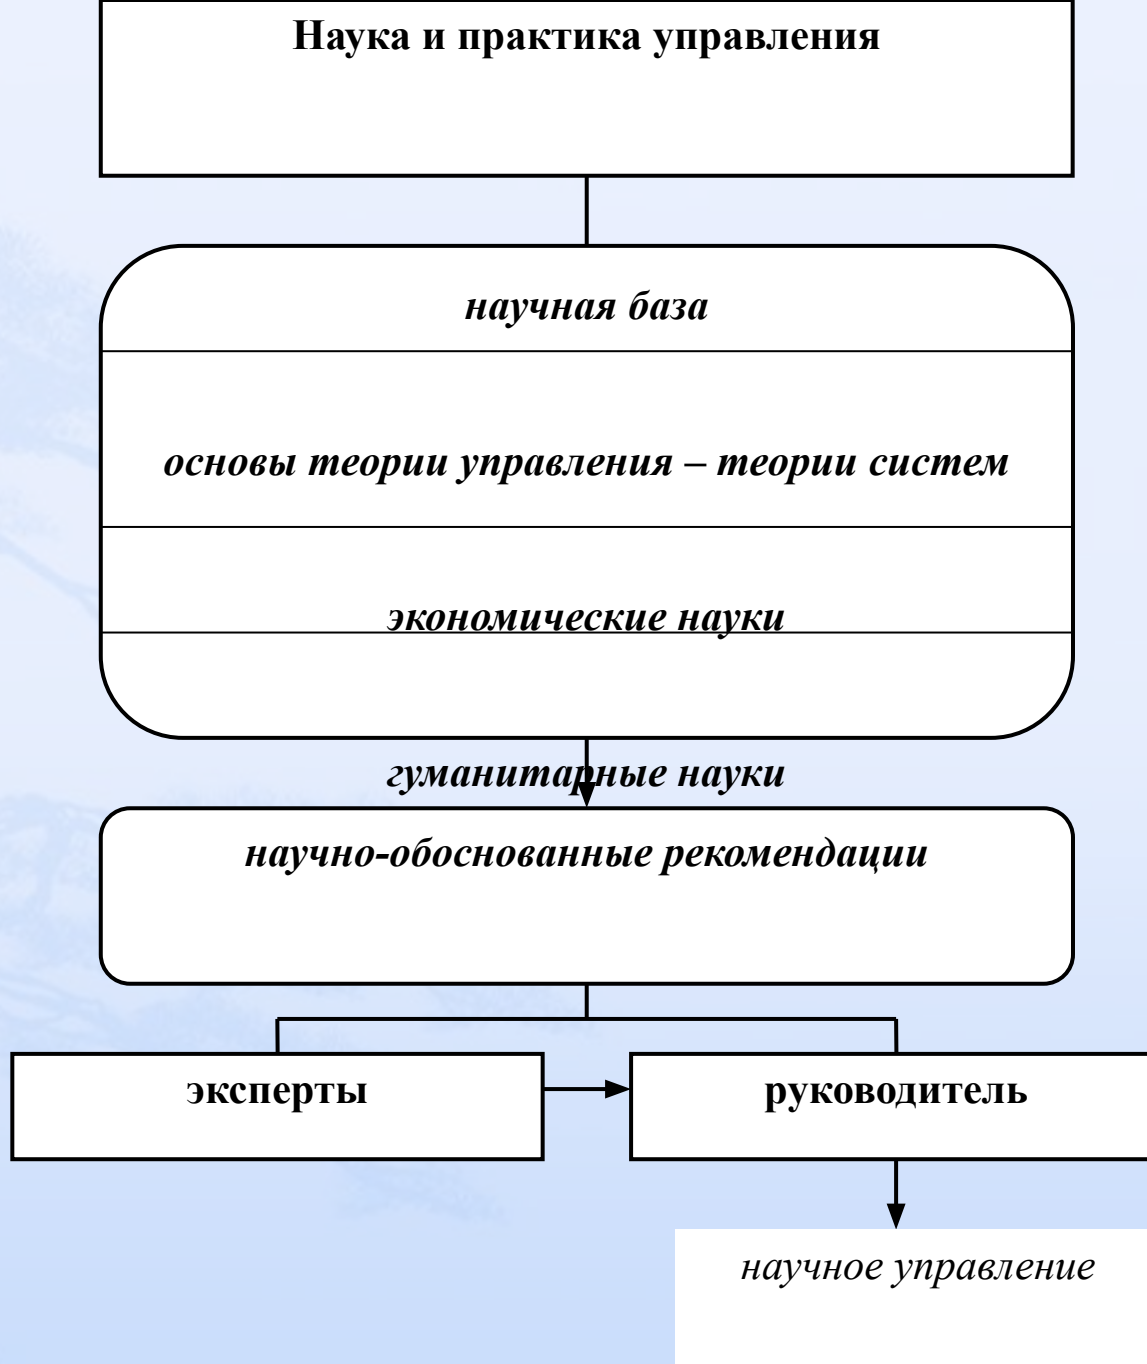 Наука и практика управления
научная база
основы теории управления – теории систем
экономические науки
гуманитарные науки
научно-обоснованные рекомендации
эксперты
руководитель
научное управление